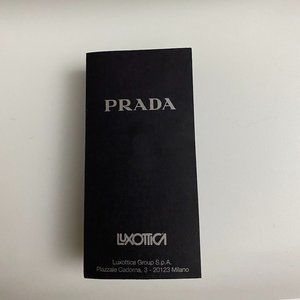 PRADA
LUXOTTICA
Luxottica Group S.p.A.
Piazzale Cadorna, 3 - 20123 Milano